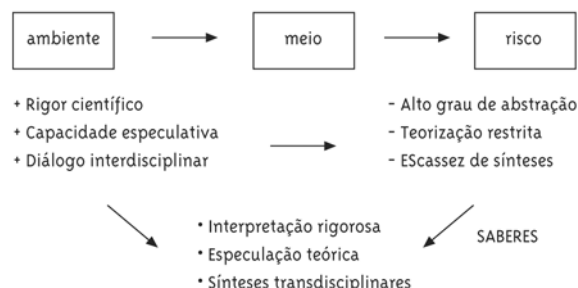 ambiente
meio
risco
+ Rigor científico
+ Capacidade especulativa
+ Diálogo interdisciplinar
- Alto grau de abstração
- Teorização restrita
- EScassez de sínteses
• Interpretação rigorosa
• Especulação teórica
• Sínteses transdisciplinares
SABERES